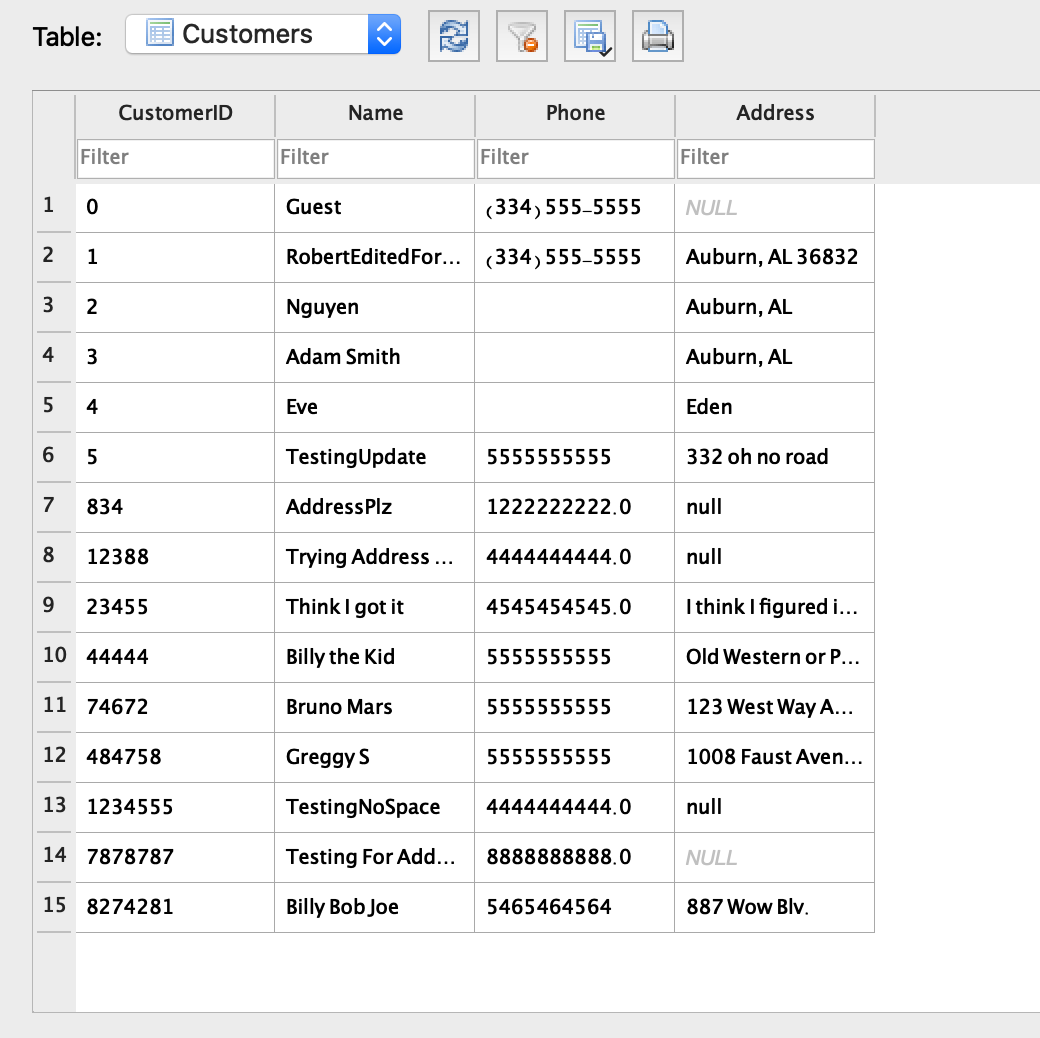 Table: Customers
CustomerID Name Phone Address
Filter Filter Filter Filter
1 0 Guest (334)555-5555 NULL
2 1 RobertEditedFor... (334)555-5555 Auburn, AL 36832
3 2 Nguyen Auburn, AL
4 3 Adam Smith Auburn, AL
5 4 Eve Eden
6 5 TestingUpdate 5555555555 332 oh no road
7 834 AddressPlz 1222222222.0 null
8 12388 Trying Address ... 4444444444.0 null
9 23455 Think I got it 4545454545.0 I think I figured i...
10 44444 Billy the Kid 5555555555 Old Western or P...
11 74672 Bruno Mars 5555555555 123 West Way A...
12 484758 Greggy S 5555555555 1008 Faust Aven...
13 1234555 TestingNoSpace 4444444444.0 null
14 7878787 Testing For Add... 8888888888.0 NULL
15 8274281 Billy Bob Joe 5465464564 887 Wow Blv.